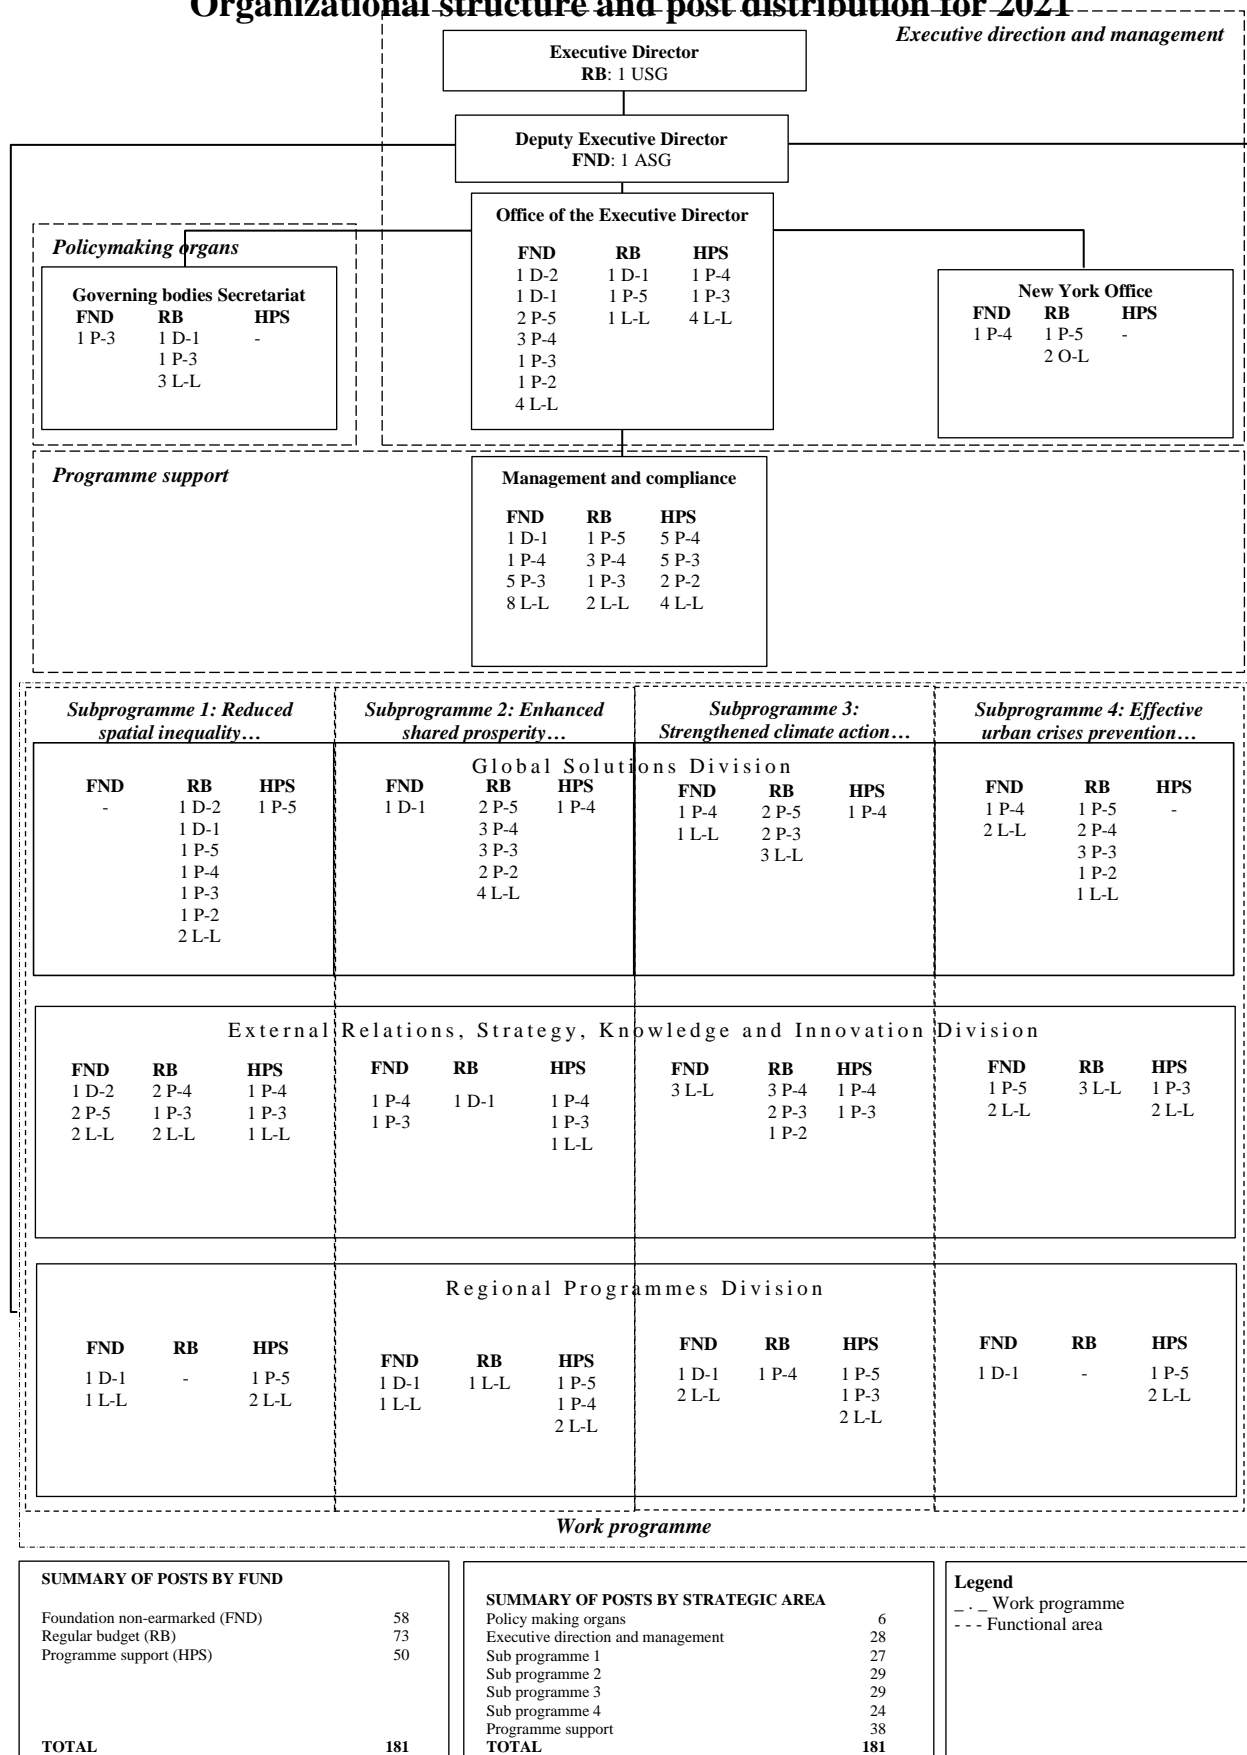 Organizational structure and post distribution for 2021
Executive direction and management
Executive Director
RB: 1 USG
Deputy Executive Director
FND: 1 ASG
Office of the Executive Director
FND RB HPS
1 D-2 1 D-1 1 P-4
1 D-1 1 P-5 1 P-3
2 P-5 1 L-L 4 L-L
3 P-4
1 P-3
1 P-2
4 L-L
Policymaking organs
Governing bodies Secretariat
FND RB HPS
1 P-3 1 D-1 -
1 P-3
3 L-L
New York Office
FND RB HPS
1 P-4 1 P-5 -
2 O-L
Programme support
Management and compliance
FND RB HPS
1 D-1 1 P-5 5 P-4
1 P-4 3 P-4 5 P-3
5 P-3 1 P-3 2 P-2
8 L-L 2 L-L 4 L-L
Subprogramme 1: Reduced
spatial inequality…
Subprogramme 2: Enhanced
shared prosperity…
Subprogramme 3:
Strengthened climate action…
Subprogramme 4: Effective
urban crises prevention…
Global Solutions Division
FND RB HPS
- 1 D-2 1 P-5
1 D-1
1 P-5
1 P-4
1 P-3
1 P-2
2 L-L
FND RB HPS
1 D-1 2 P-5 1 P-4
3 P-4
3 P-3
2 P-2
4 L-L
FND RB HPS
1 P-4 2 P-5 1 P-4
1 L-L 2 P-3
3 L-L
FND RB HPS
1 P-4 1 P-5 -
2 L-L 2 P-4
3 P-3
1 P-2
1 L-L
External Relations, Strategy, Knowledge and Innovation Division
FND RB HPS
1 D-2 2 P-4 1 P-4
2 P-5 1 P-3 1 P-3
2 L-L 2 L-L 1 L-L
FND RB HPS
1 P-4 1 D-1 1 P-4
1 P-3 1 P-3
1 L-L
FND RB HPS
3 L-L 3 P-4 1 P-4
2 P-3 1 P-3
1 P-2
FND RB HPS
1 P-5 3 L-L 1 P-3
2 L-L 2 L-L
Regional Programmes Division
FND RB HPS
1 D-1 - 1 P-5
1 L-L 2 L-L
FND RB HPS
1 D-1 1 L-L 1 P-5
1 L-L 1 P-4
2 L-L
FND RB HPS
1 D-1 1 P-4 1 P-5
2 L-L 1 P-3
2 L-L
FND RB HPS
1 D-1 - 1 P-5
2 L-L
Work programme
SUMMARY OF POSTS BY FUND
Foundation non-earmarked (FND) 58
Regular budget (RB) 73
Programme support (HPS) 50
TOTAL 181
SUMMARY OF POSTS BY STRATEGIC AREA
Policy making organs 6
Executive direction and management 28
Sub programme 1 27
Sub programme 2 29
Sub programme 3 29
Sub programme 4 24
Programme support 38
TOTAL 181
Legend
_ . _ Work programme
- - - Functional area